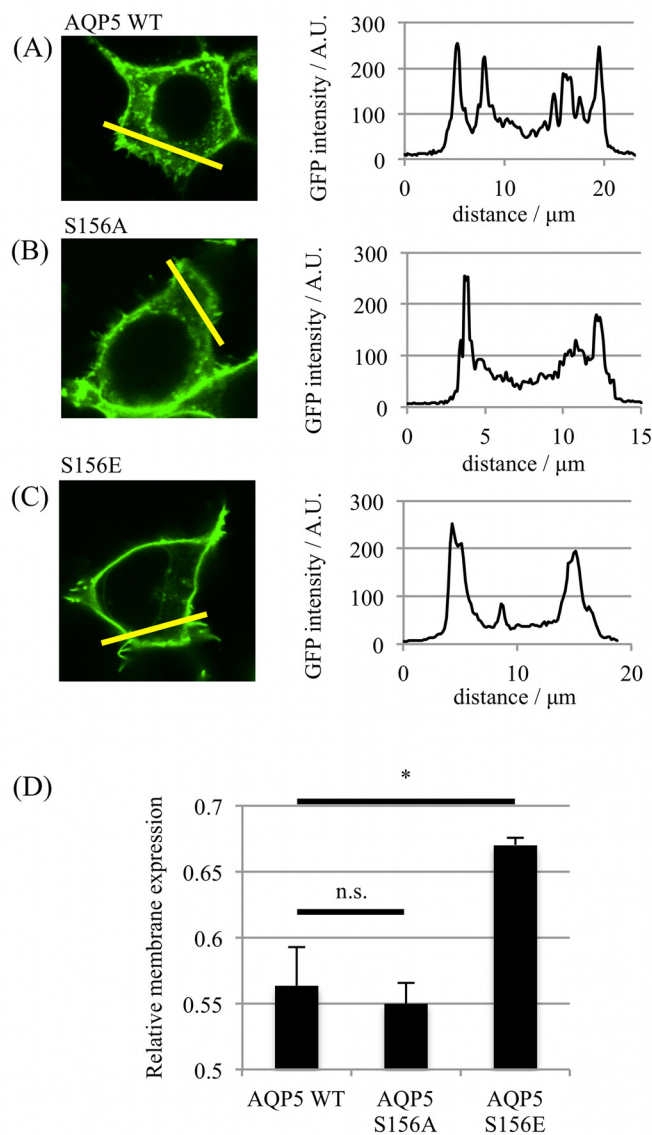 (A)
AQP5 WT
GFP intensity / A.U.
300
200
100
0
0 10 20
distance / μm
(B)
S156A
GFP intensity / A.U.
300
200
100
0
0 5 10 15
distance / μm
(C)
S156E
GFP intensity / A.U.
300
200
100
0
0 10 20
distance / μm
(D)
Relative membrane expression
0.7
0.65
0.6
0.55
0.5
*
n.s.
AQP5 WT
AQP5
S156A
AQP5
S156E